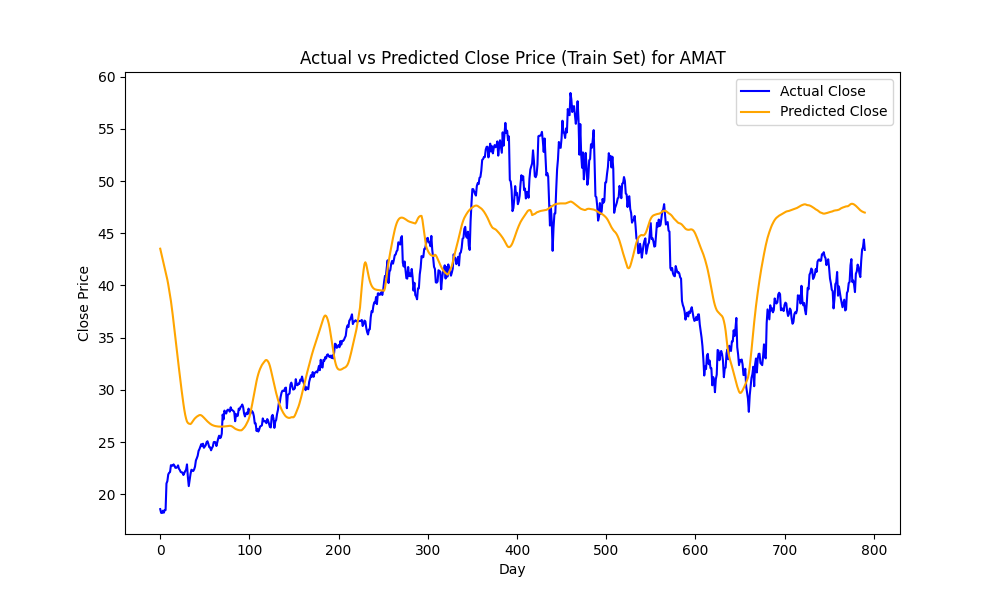 Actual vs Predicted Close Price (Train Set) for AMAT
Actual Close
Predicted Close
Close Price
60
55
50
45
40
35
30
25
20
0 100 200 300 400 500 600 700 800
Day